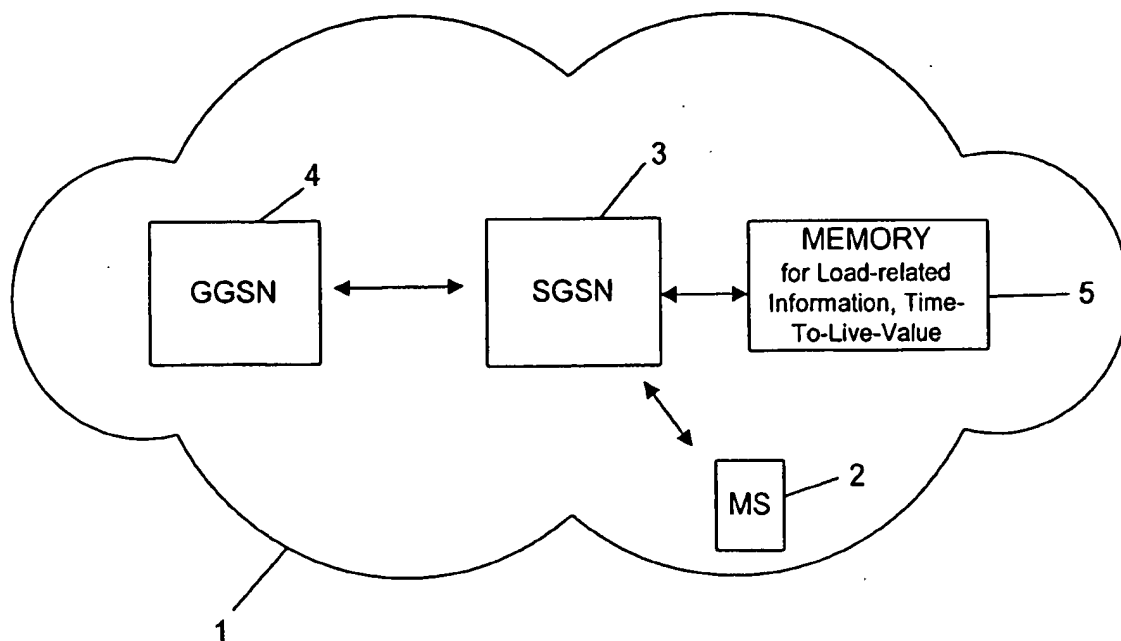 3
4
GGSN
SGSN
MEMORY
for Load-related
Information, Time-
To-Live-Value
5
MS
2
1